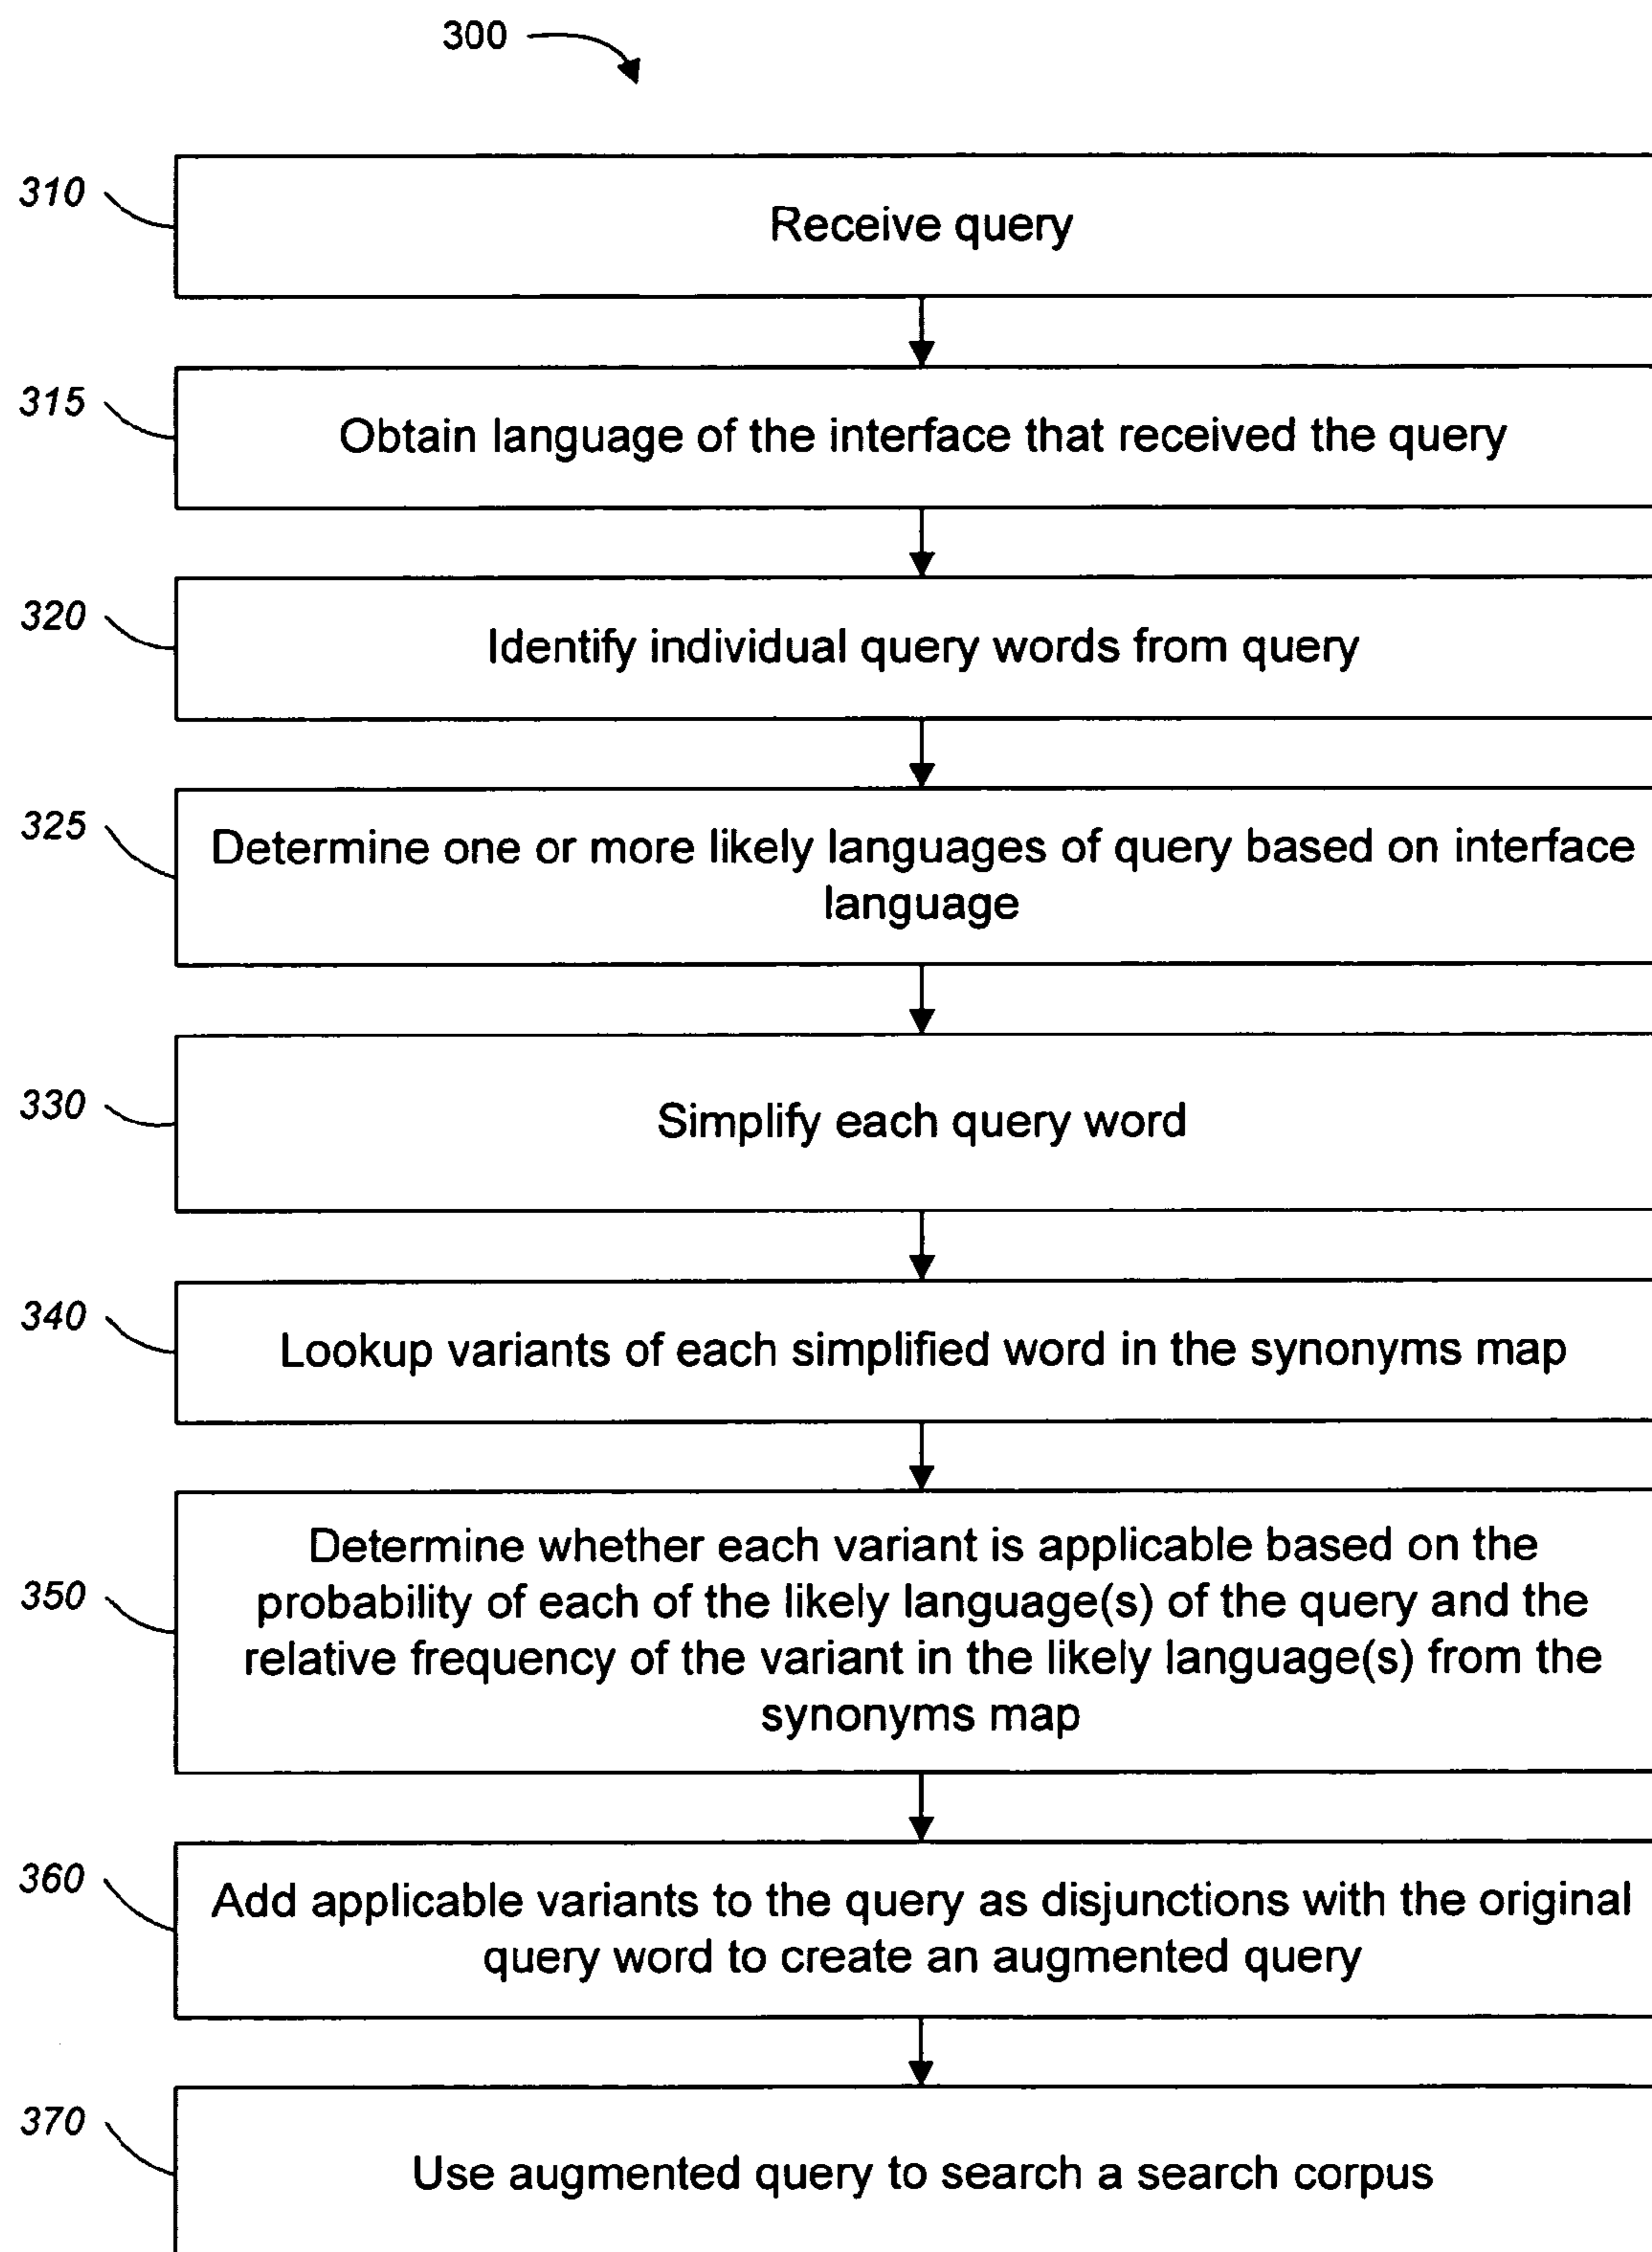 300
310
Receive query
315
Obtain language of the interface that received the query
320
Identify individual query words from query
325
Determine one or more likely languages of query based on interface
language
330
Simplify each query word
340
Lookup variants of each simplified word in the synonyms map
350
Determine whether each variant is applicable based on the
probability of each of the likely language(s) of the query and the
relative frequency of the variant in the likely language(s) from the
synonyms map
360
Add applicable variants to the query as disjunctions with the original
query word to create an augmented query
370
Use augmented query to search a search corpus